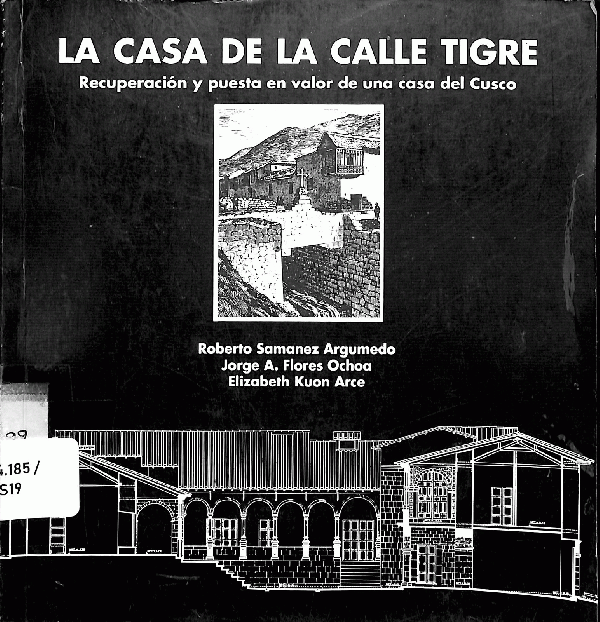 LA CASA DE LA CALLE TIGRE
Recuperación y puesta en valor de una casa del Cusco
Roberto Samanez Argumedo
Jorge A. Flores Ochoa
Elizabeth Kuon Arce
.185 /
S19